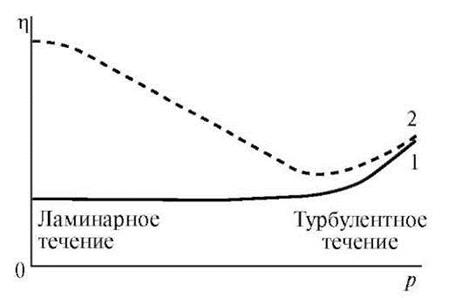 η
2
1
Ламинарное
течение
Турбулентное
течение
0
p